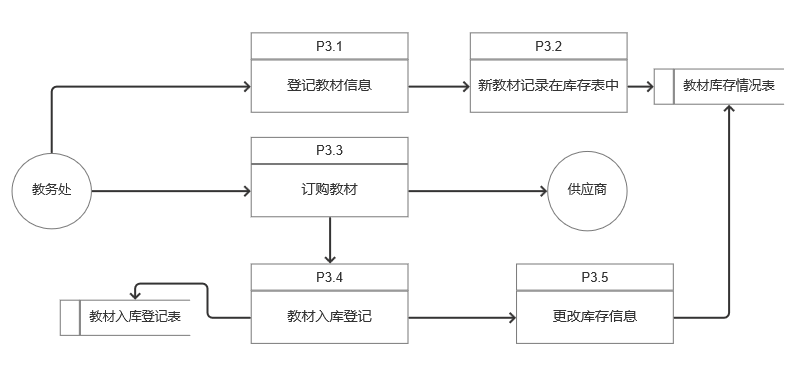 P3.1
登记教材信息
P3.2
新教材记录在库存表中
教材库存情况表
P3.3
教务处
订购教材
供应商
P3.4
教材入库登记
P3.5
更改库存信息
教材入库登记表